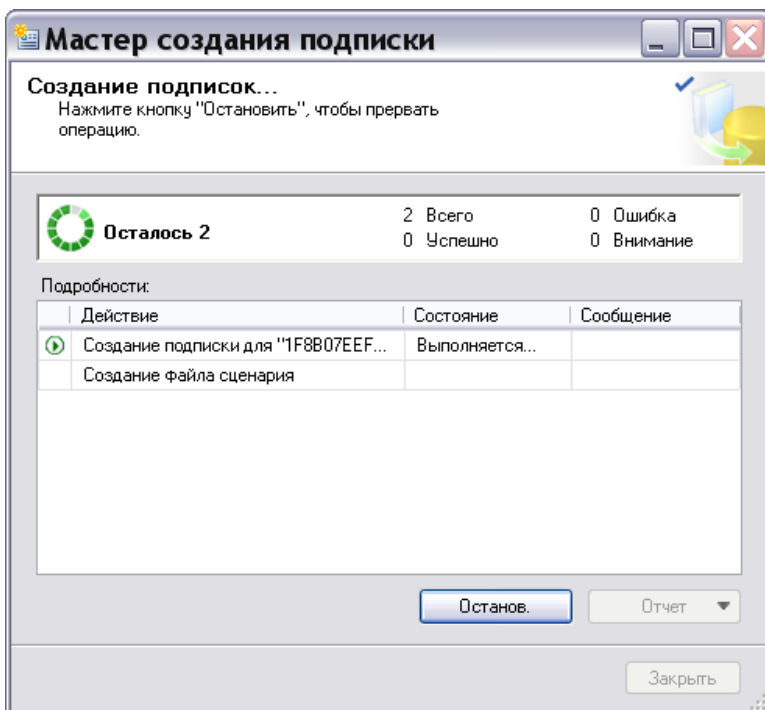 Мастер создания подписки
Создание подписок...
Нажмите кнопку "Остановить", чтобы прервать
операцию.
Осталось 2
2 Всего
0 Ошибка
0 Успешно
0 Внимание
Подробности:
Действие Состояние Сообщение
Создание подписки для "1F8B07EEF... Выполняется...
Создание файла сценария
Останов. Отчет
Закрыть